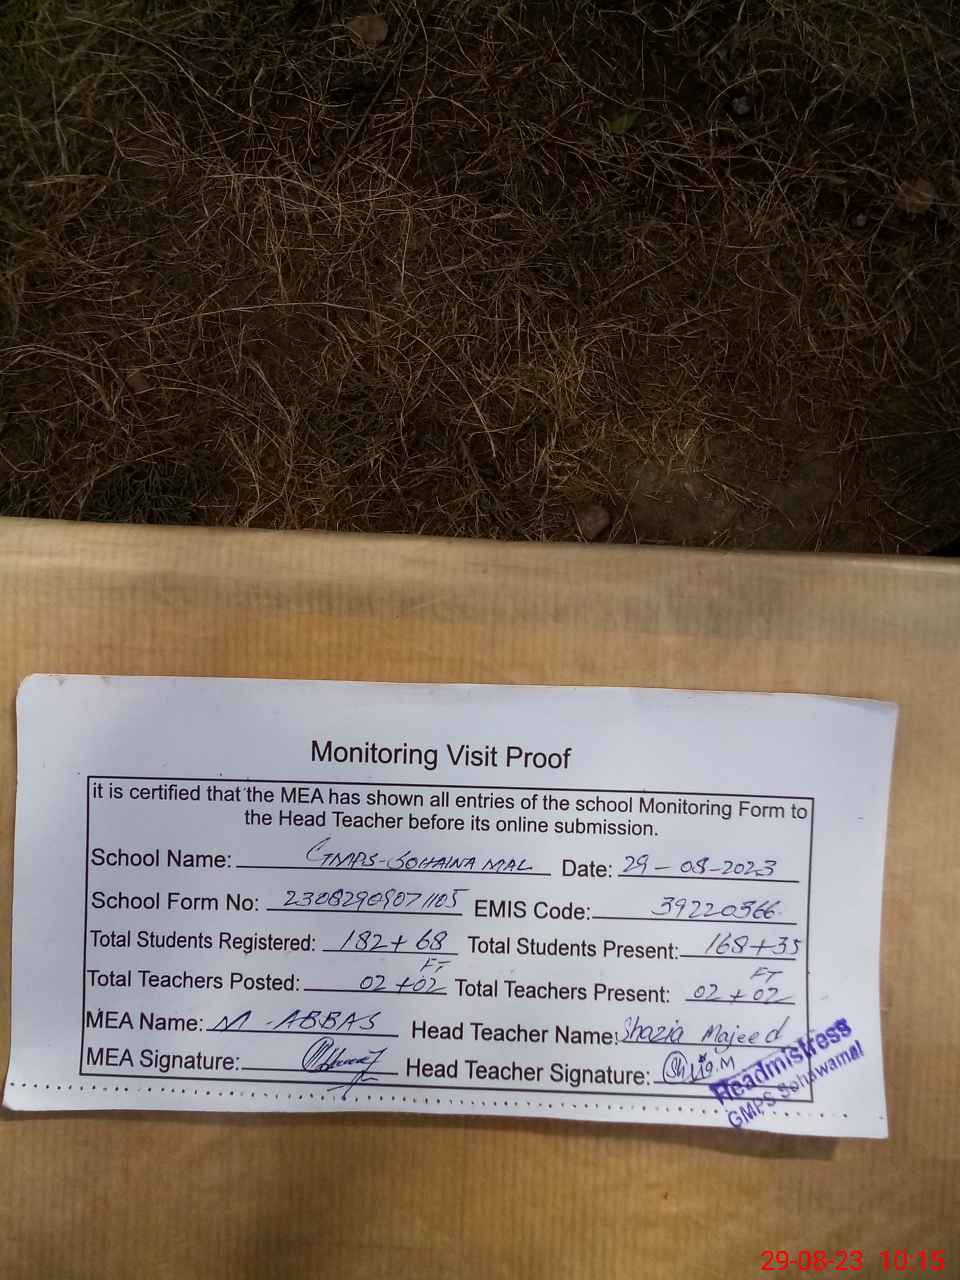 Monitoring Visit Proof
it is certified that the MEA has shown all entries of the school Monitoring Form to
the Head Teacher before its online submission.
School Name: GMPS-SOHAINA MAL Date: 29-08-2023
School Form No: 23082909071105 EMIS Code: 39220366
Total Students Registered: 182+68 Total Students Present: 168+35
FT FT
Total Teachers Posted: 02+02 Total Teachers Present: 02+02
MEA Name: M-ABBAS Head Teacher Name: Shazia Majeed
MEA Signature: Head Teacher Signature:
Headmistress
GMPS Sohawamal
29-08-23 10:15